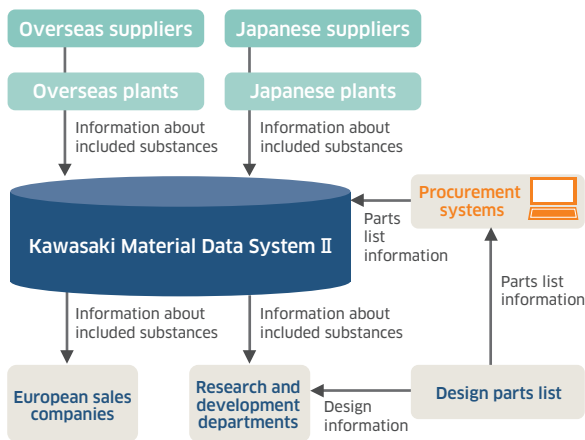 Overseas suppliers
Japanese suppliers
Overseas plants
Japanese plants
Information about
included substances
Information about
included substances
Procurement
systems
Parts
list
information
Kawasaki Material Data System Ⅱ
Parts list
information
Information about
included substances
Information about
included substances
European sales
companies
Research and
development
departments
Design
information
Design parts list